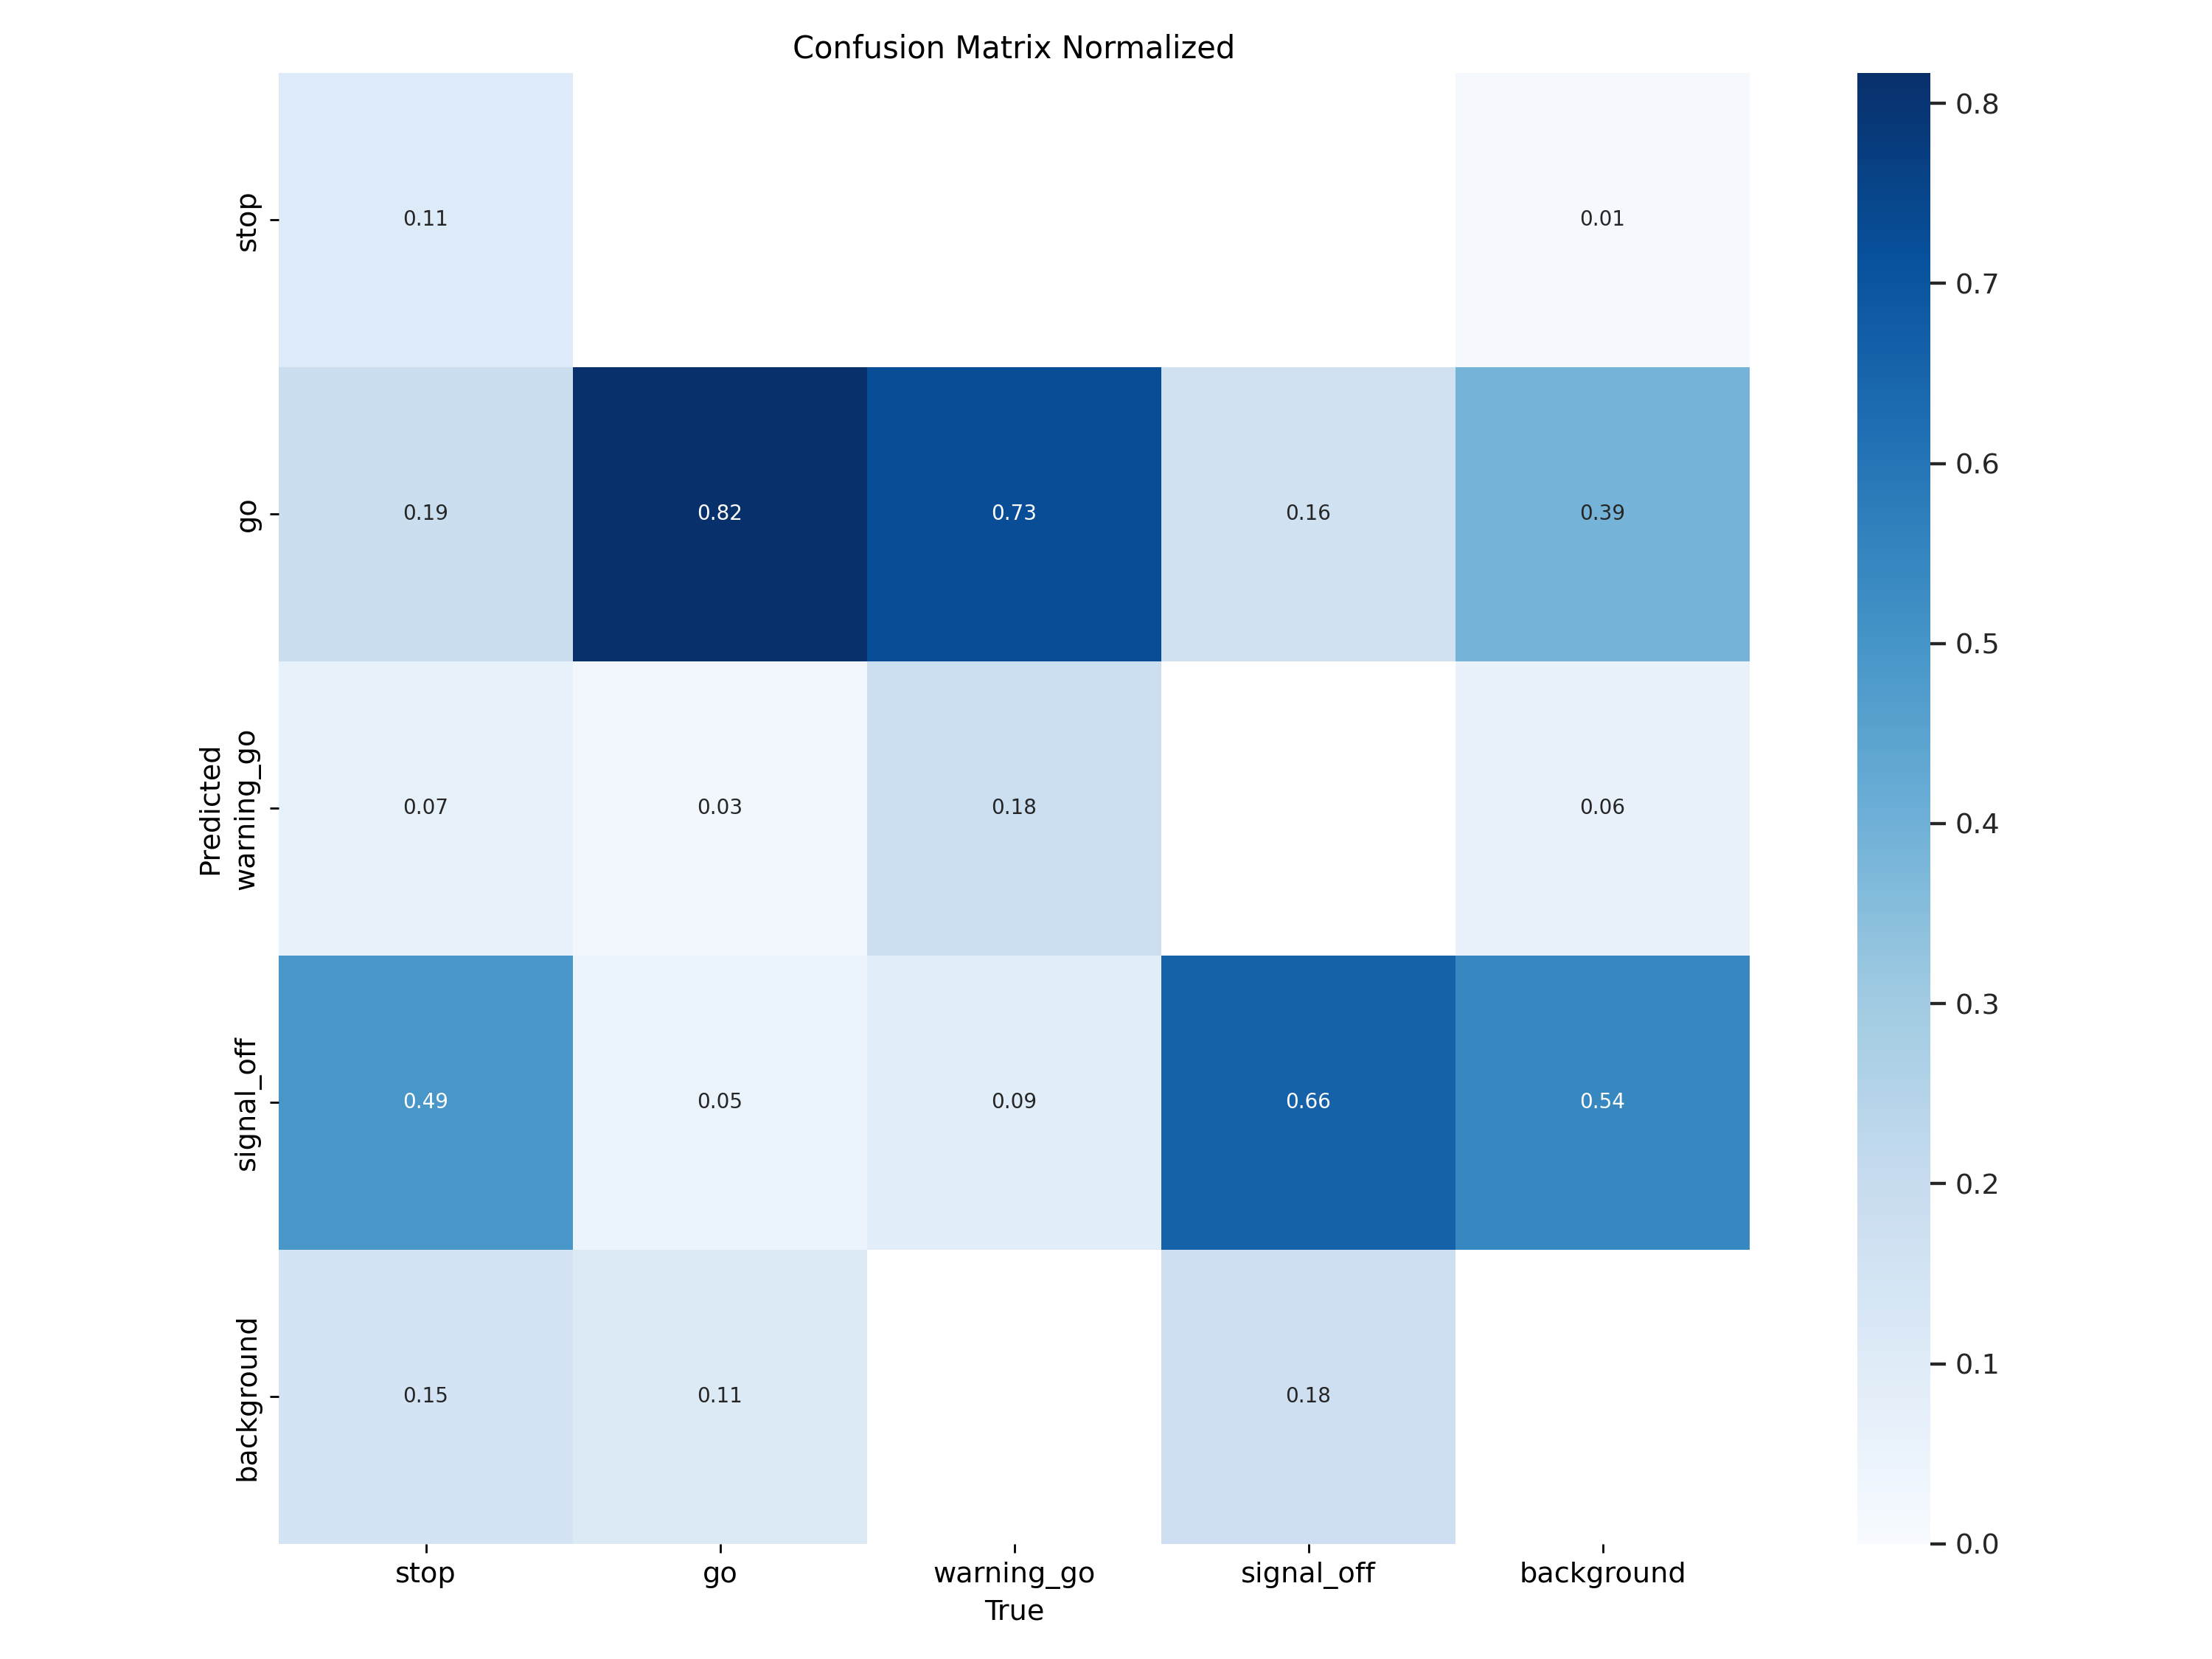 Confusion Matrix Normalized
Predicted
stop
0.11
0.01
go
0.19
0.82
0.73
0.16
0.39
warning_go
0.07
0.03
0.18
0.06
signal_off
0.49
0.05
0.09
0.66
0.54
background
0.15
0.11
0.18
stop
go
warning_go
signal_off
background
True
0.8
0.7
0.6
0.5
0.4
0.3
0.2
0.1
0.0